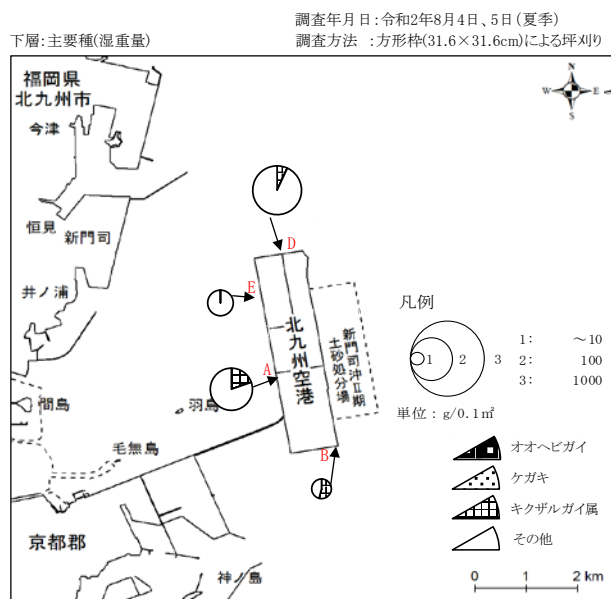 調査年月日:令和2年8月4日、5日(夏季)
下層:主要種(湿重量)
調査方法 :方形枠(31.6×31.6cm)による坪刈り
福岡県
北九州市
今津
恒見
新門司
井ノ浦
間島
羽島
毛無島
京都郡
神ノ島
N
W
E
S
D
E
A
B
北九州空港
新門司沖Ⅱ期
土砂処分場
凡例
1
2
3
1: ~10
2: 100
3: 1000
単位:g/0.1㎡
オオヘビガイ
ケガキ
キクザルガイ属
その他
0 1 2 km